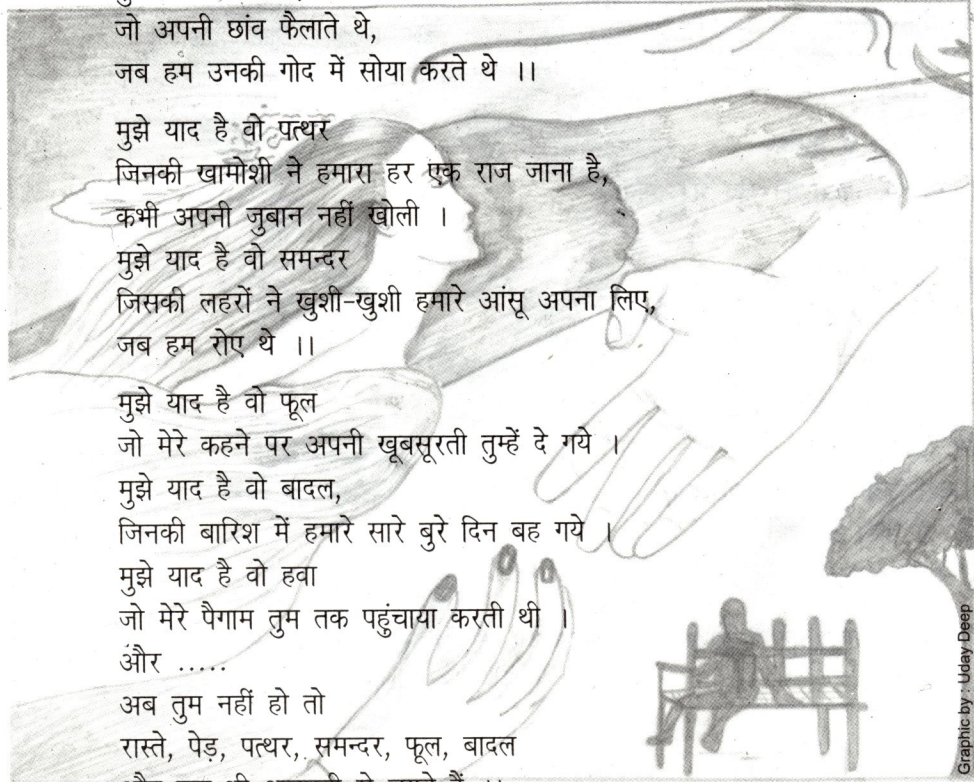 जो अपनी छांव फैलाते थे,
जब हम उनकी गोद में सोया करते थे ।।
मुझे याद है वो पत्थर
जिनकी खामोशी ने हमारा हर एक राज जाना है,
कभी अपनी जुबान नहीं खोली ।
मुझे याद है वो समन्दर
जिसकी लहरों ने खुशी-खुशी हमारे आंसू अपना लिए,
जब हम रोए थे ।।
मुझे याद है वो फूल
जो मेरे कहने पर अपनी खूबसूरती तुम्हें दे गये ।
मुझे याद है वो बादल,
जिनकी बारिश में हमारे सारे बुरे दिन बह गये ।
मुझे याद है वो हवा
जो मेरे पैगाम तुम तक पहुंचाया करती थी ।
और .....
अब तुम नहीं हो तो
रास्ते, पेड़, पत्थर, समन्दर, फूल, बादल
Graphic by : Uday Deep